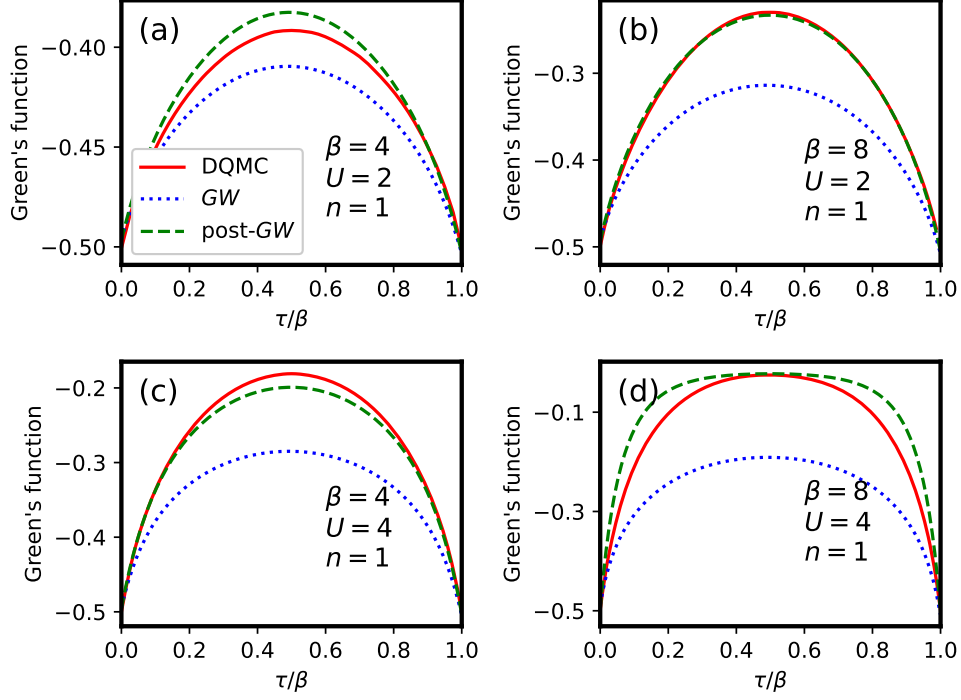 (a)
Green's function
−0.40
−0.45
−0.50
DQMC
GW
post-GW
β = 4
U = 2
n = 1
0.0 0.2 0.4 0.6 0.8 1.0
τ/β
(b)
Green's function
−0.3
−0.4
−0.5
β = 8
U = 2
n = 1
0.0 0.2 0.4 0.6 0.8 1.0
τ/β
(c)
Green's function
−0.2
−0.3
−0.4
−0.5
β = 4
U = 4
n = 1
0.0 0.2 0.4 0.6 0.8 1.0
τ/β
(d)
Green's function
−0.1
−0.3
−0.5
β = 8
U = 4
n = 1
0.0 0.2 0.4 0.6 0.8 1.0
τ/β